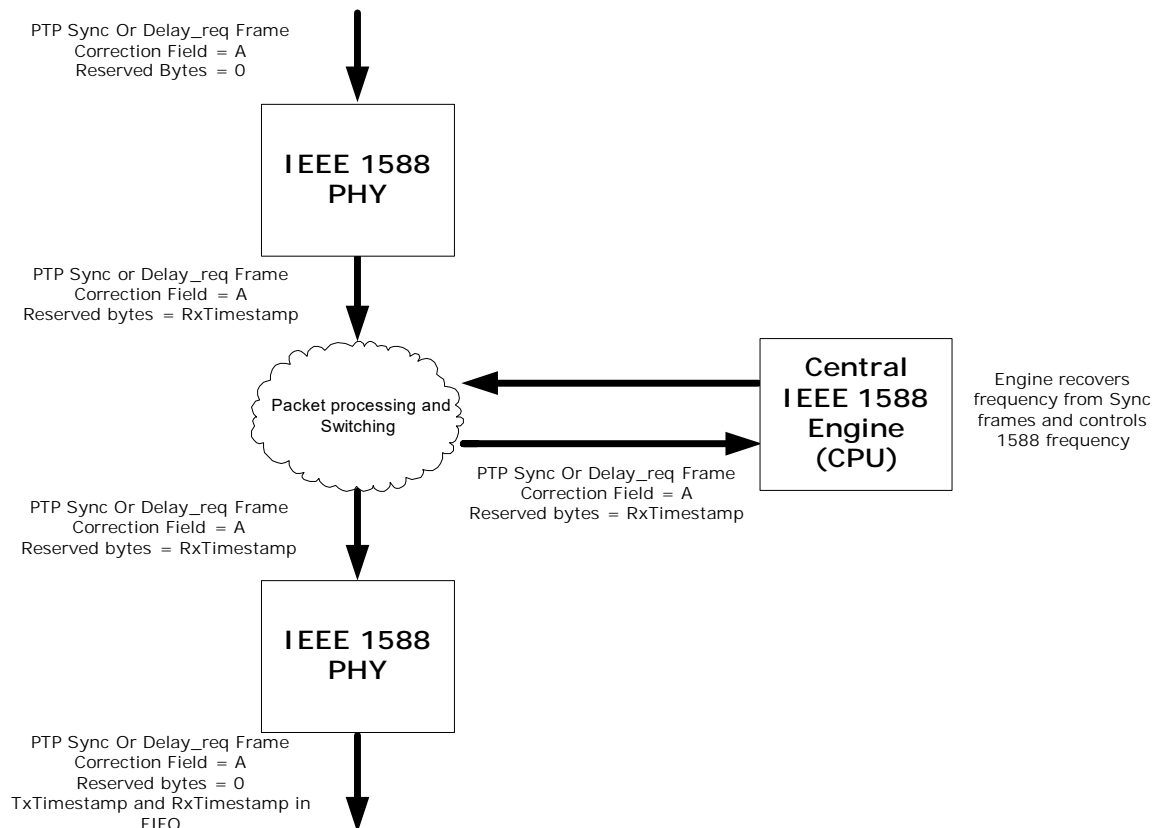 PTP Sync Or Delay_req Frame
Correction Field = A
Reserved Bytes = 0
IEEE 1588
PHY
PTP Sync or Delay_req Frame
Correction Field = A
Reserved bytes = RxTimestamp
Packet processing and
Switching
Central
IEEE 1588
Engine
(CPU)
Engine recovers
frequency from Sync
frames and controls
1588 frequency
PTP Sync Or Delay_req Frame
Correction Field = A
Reserved bytes = RxTimestamp
PTP Sync Or Delay_req Frame
Correction Field = A
Reserved bytes = RxTimestamp
IEEE 1588
PHY
PTP Sync Or Delay_req Frame
Correction Field = A
Reserved bytes = 0
TxTimestamp and RxTimestamp in
FIFO